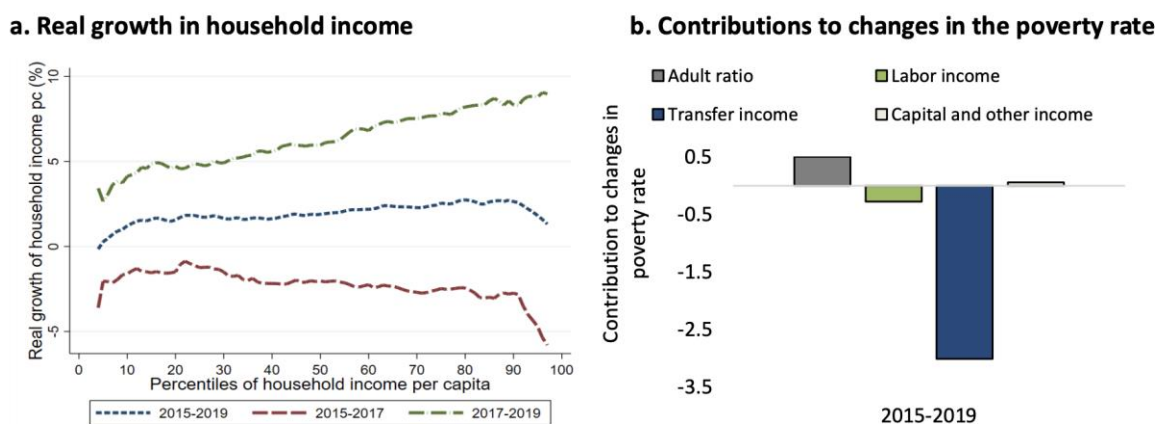 a. Real growth in household income
Real growth of household income pc (%)
10
5
0
-5
0 10 20 30 40 50 60 70 80 90 100
Percentiles of household income per capita
2015-2019 2015-2017 2017-2019
b. Contributions to changes in the poverty rate
Adult ratio Labor income
Transfer income Capital and other income
Contribution to changes in
poverty rate
0.5
-0.5
-1.5
-2.5
-3.5
2015-2019